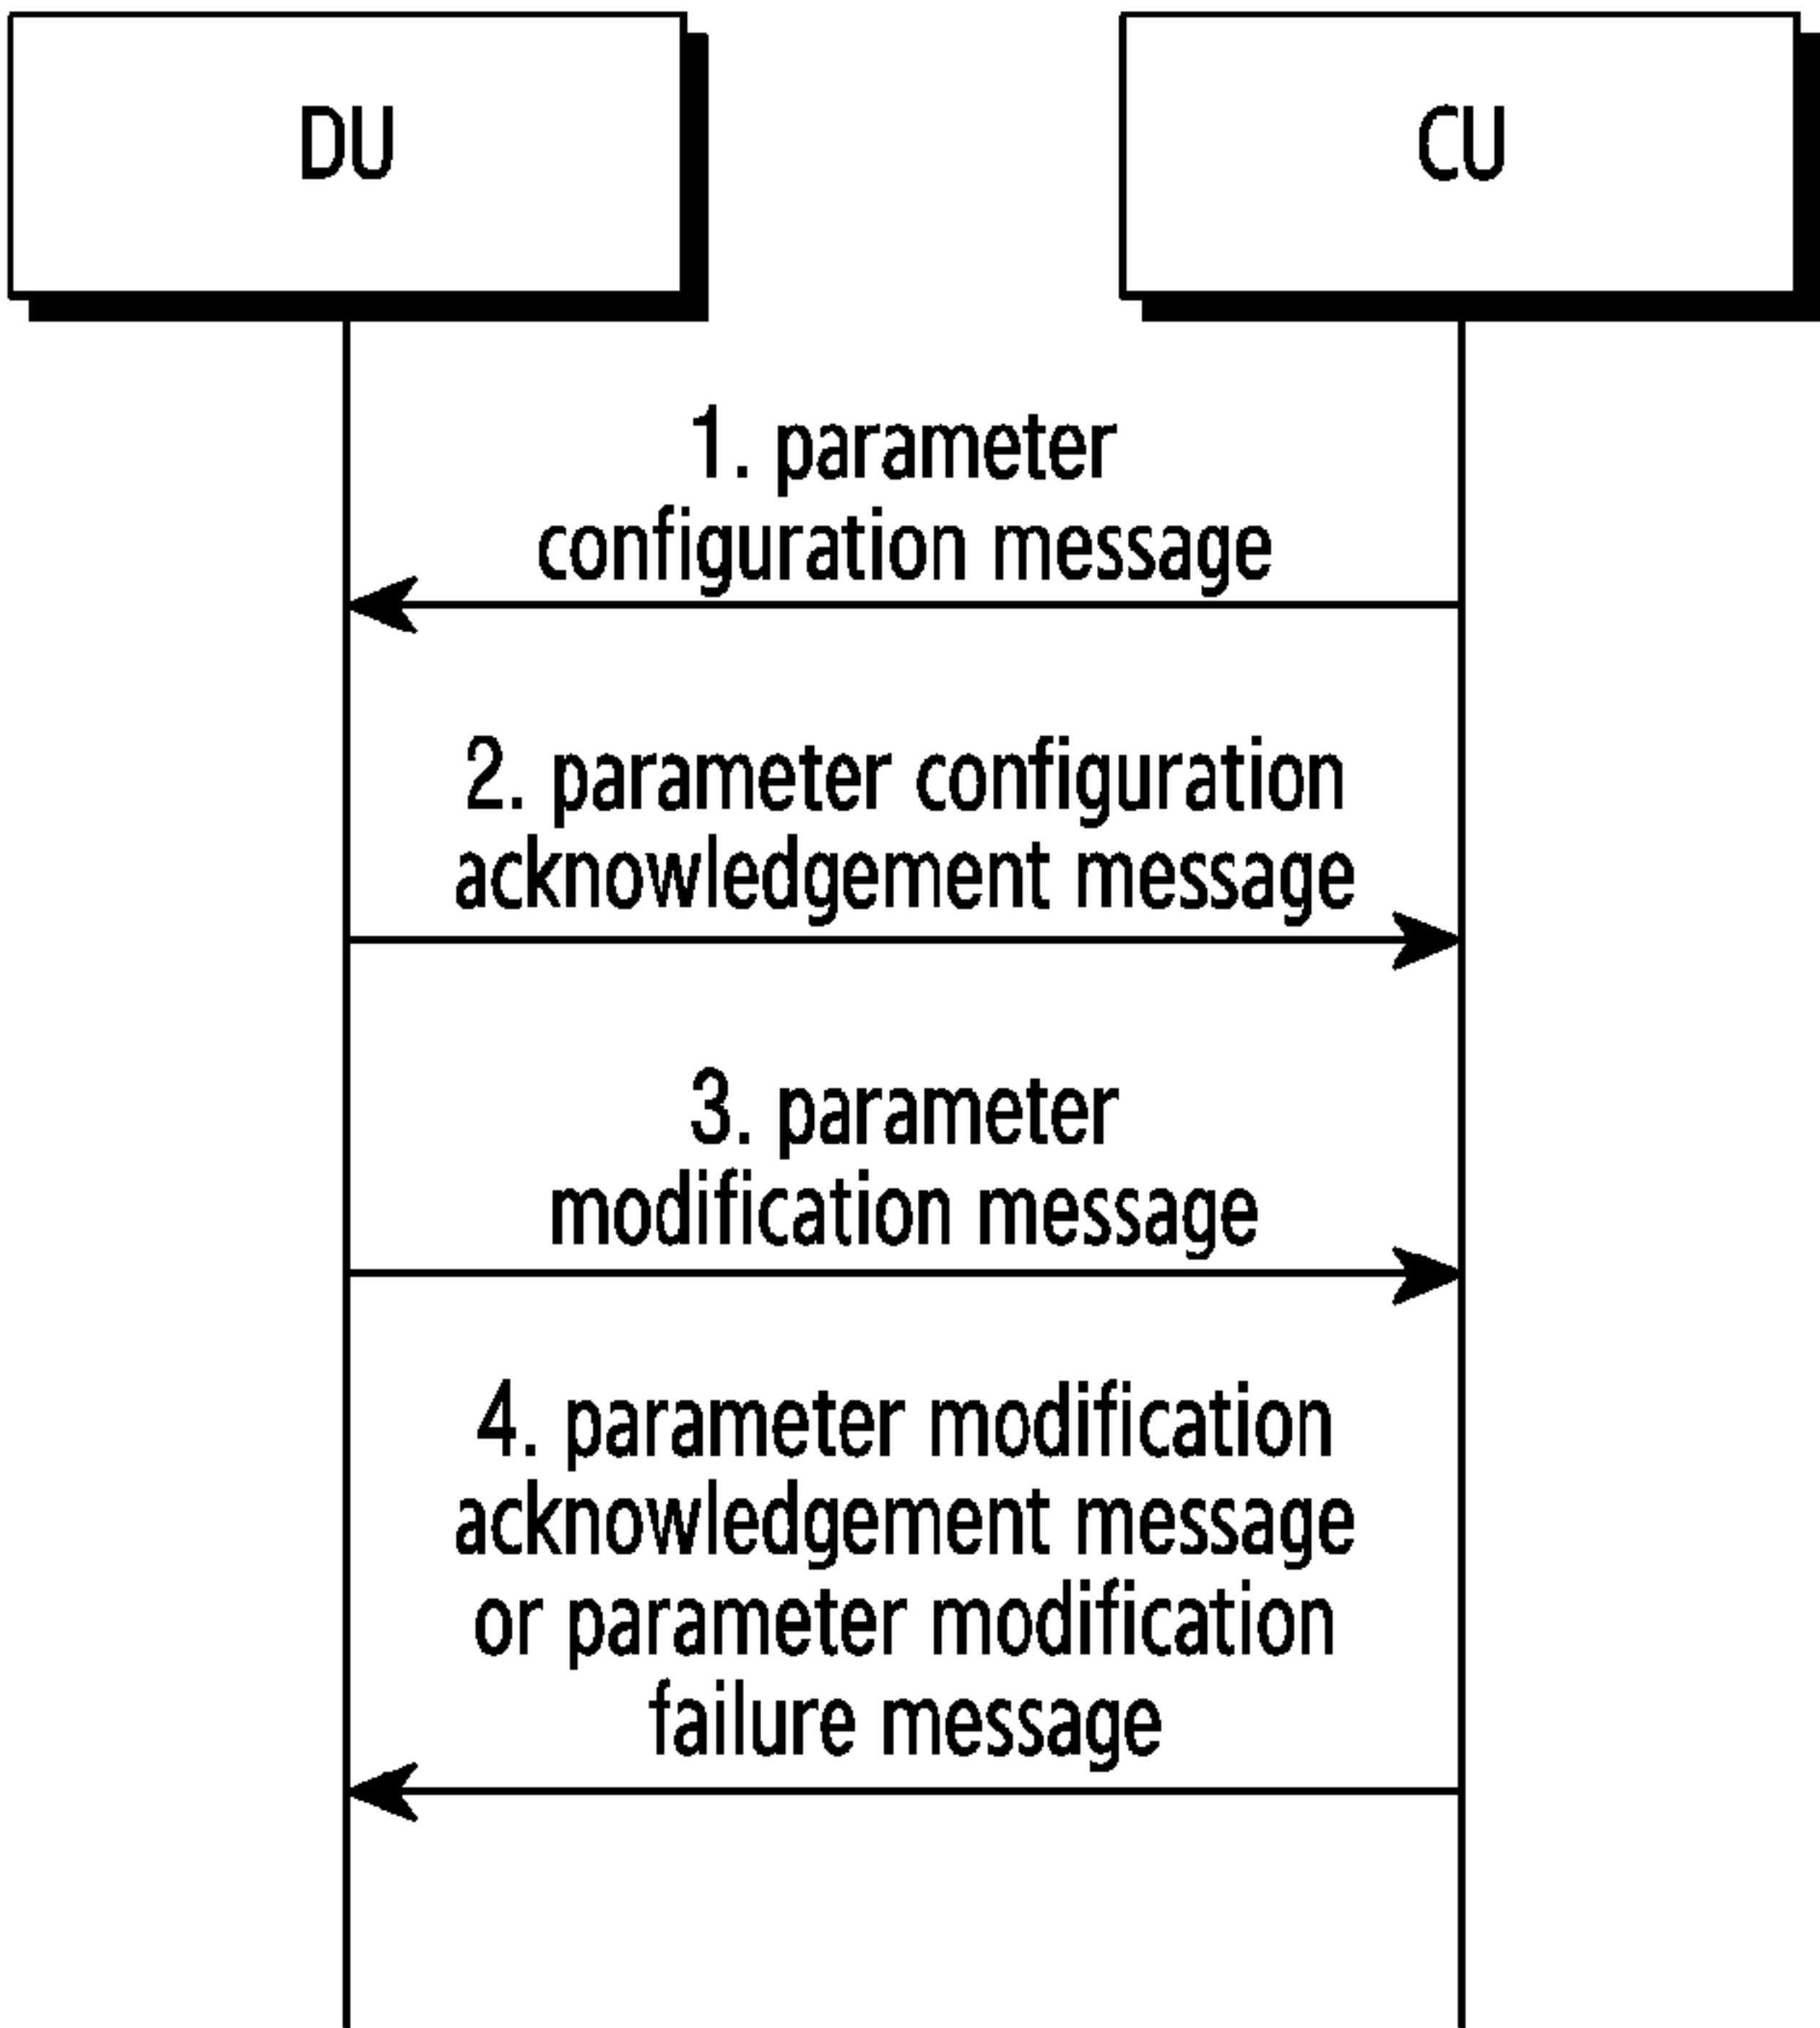 DU
CU
1. parameter
configuration message
2. parameter configuration
acknowledgement message
3. parameter
modification message
4. parameter modification
acknowledgement message
or parameter modification
failure message